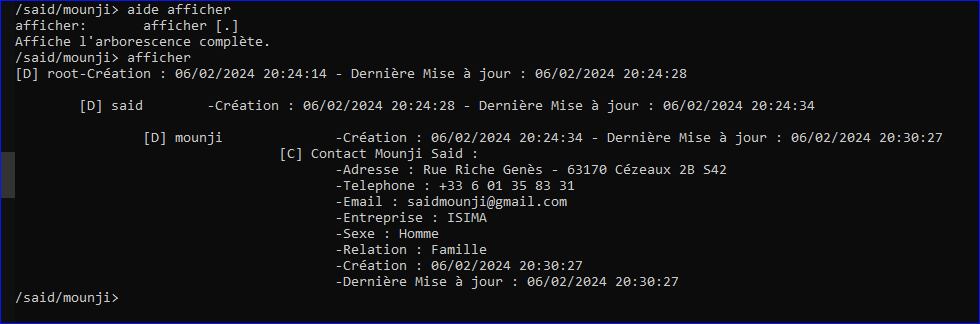 /said/mounji> aide afficher
afficher:       afficher [.]
Affiche l'arborescence complète.
/said/mounji> afficher
[D] root-Création : 06/02/2024 20:24:14 - Dernière Mise à jour : 06/02/2024 20:24:28
[D] said        -Création : 06/02/2024 20:24:28 - Dernière Mise à jour : 06/02/2024 20:24:34
[D] mounji              -Création : 06/02/2024 20:24:34 - Dernière Mise à jour : 06/02/2024 20:30:27
[C] Contact Mounji Said :
-Adresse : Rue Riche Genès - 63170 Cézeaux 2B S42
-Telephone : +33 6 01 35 83 31
-Email : saidmounji@gmail.com
-Entreprise : ISIMA
-Sexe : Homme
-Relation : Famille
-Création : 06/02/2024 20:30:27
-Dernière Mise à jour : 06/02/2024 20:30:27
/said/mounji>